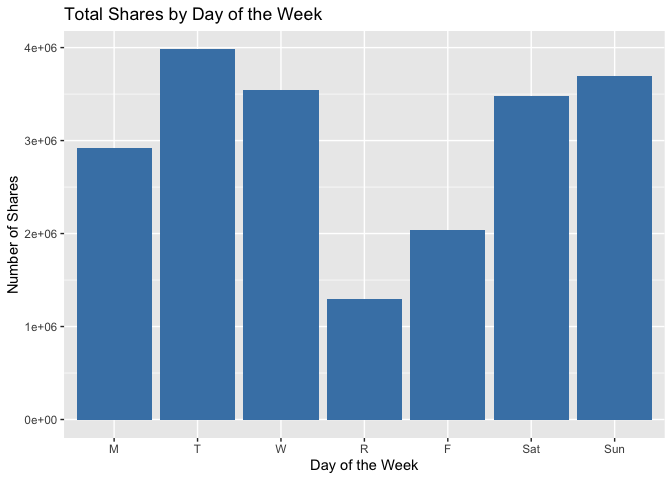 Total Shares by Day of the Week
4e+06
3e+06
2e+06
1e+06
0e+00
Number of Shares
M T W R F Sat Sun
Day of the Week